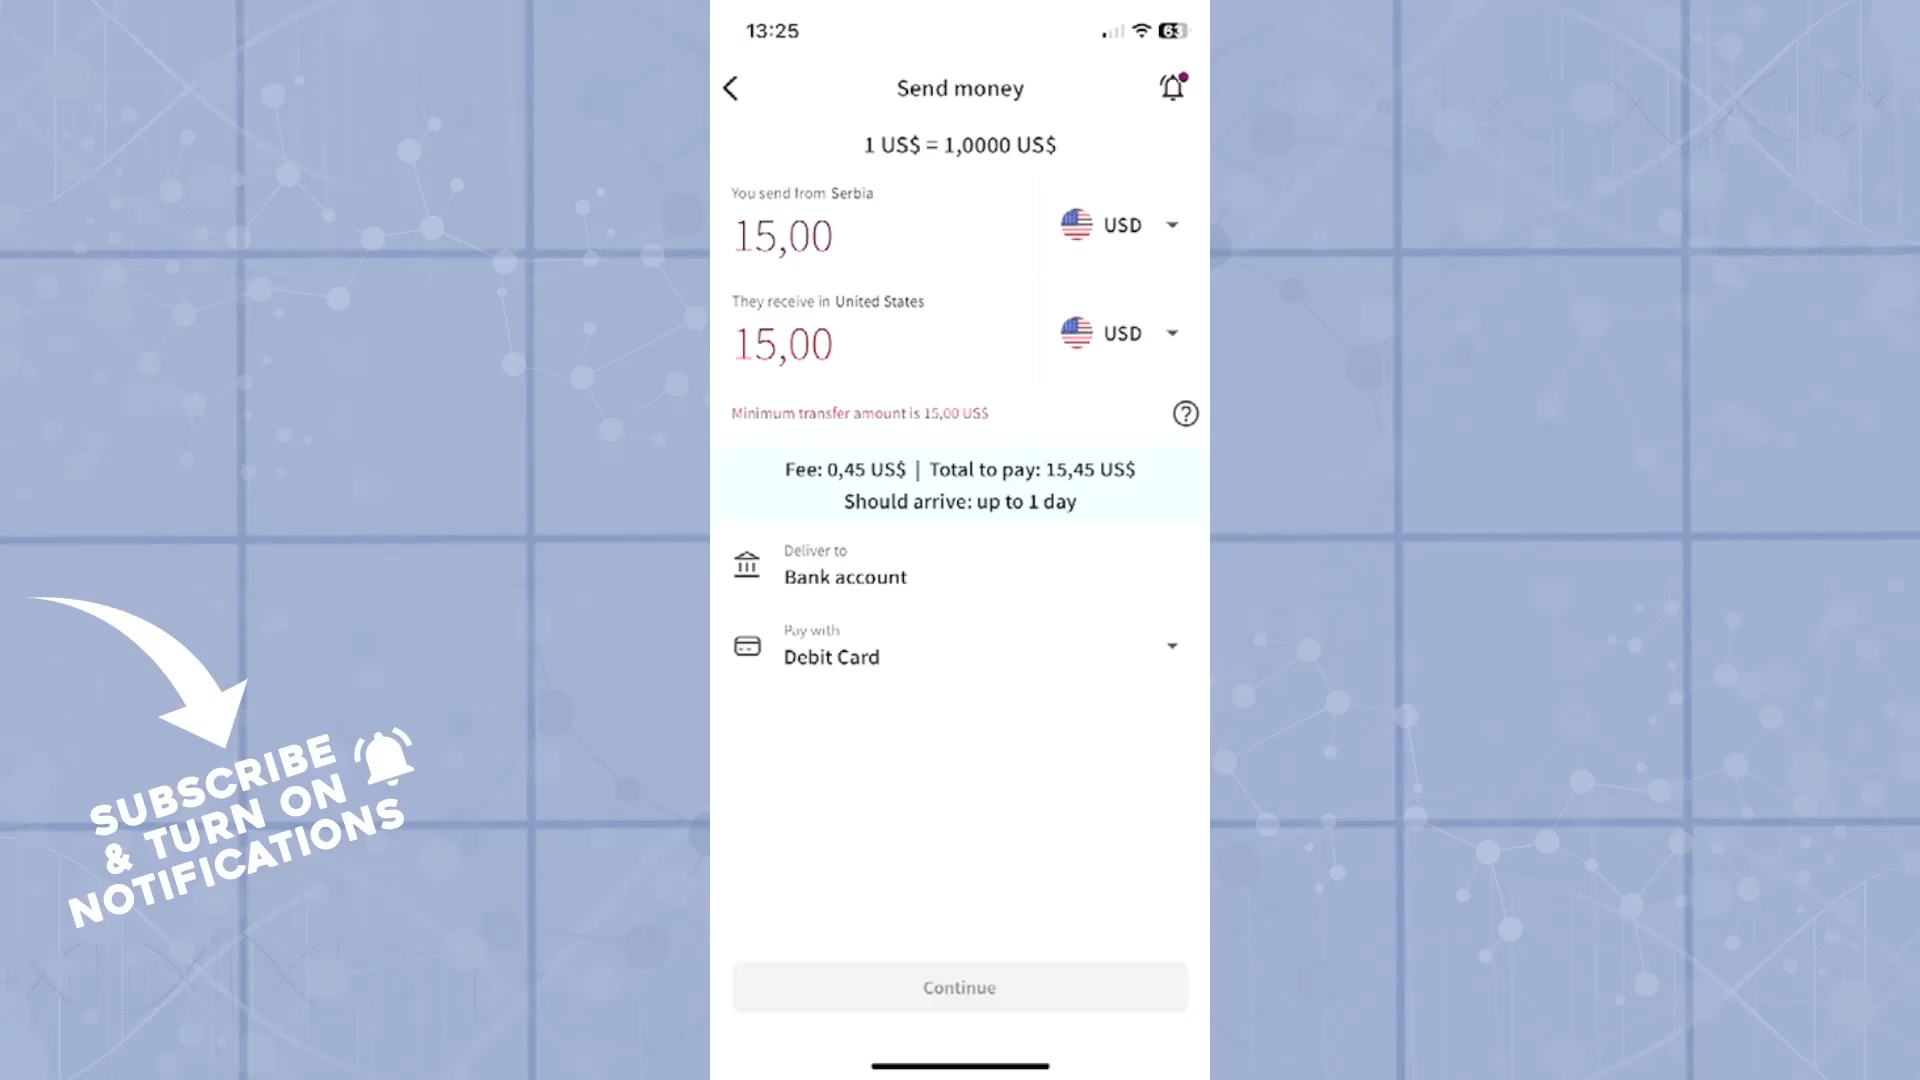 13:25
63
Send money
1 US$ = 1,0000 US$
You send from Serbia
15,00
USD
They receive in United States
15,00
USD
Minimum transfer amount is 15,00 US$
?
Fee: 0,45 US$ | Total to pay: 15,45 US$
Should arrive: up to 1 day
Deliver to
Bank account
Pay with
Debit Card
Continue
SUBSCRIBE
& TURN ON
NOTIFICATIONS